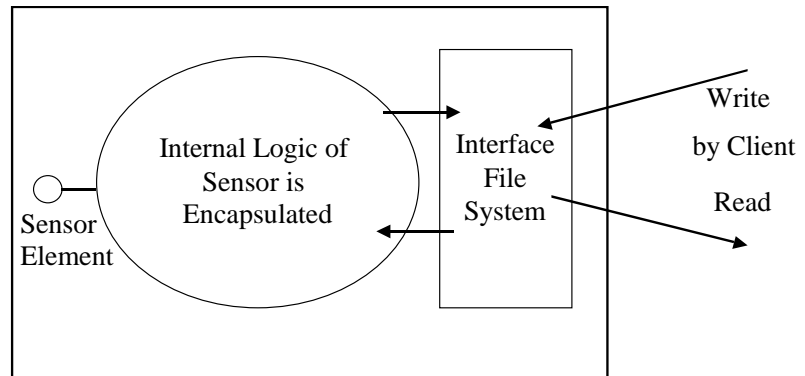 Sensor
Element
Internal Logic of
Sensor is
Encapsulated
Interface
File
System
Write
by Client
Read